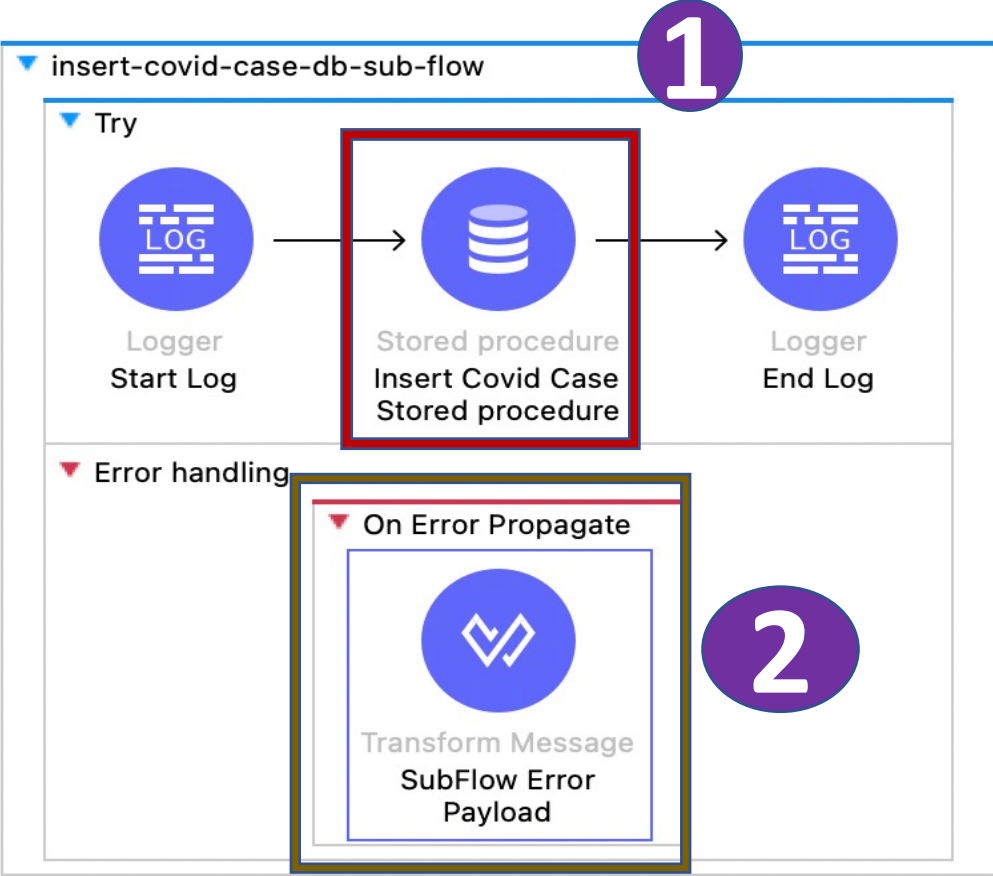 1
insert-covid-case-db-sub-flow
Try
LOG
LOG
Logger
Stored procedure
Logger
Start Log
Insert Covid Case
End Log
Stored procedure
Error handling
On Error Propagate
2
Transform Message
SubFlow Error
Payload